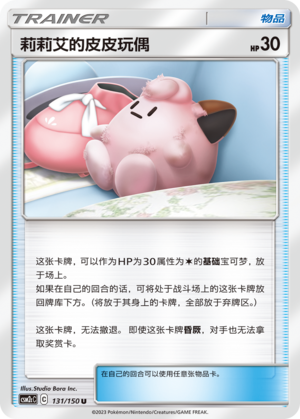 TRAINER
物品
莉莉艾的皮皮玩偶
HP 30
这张卡牌，可以作为HP为30属性为✶的基础宝可梦，放
于场上。
如果在自己的回合的话，可将处于战斗场上的这张卡牌放
回牌库下方。（将放于其身上的卡牌，全部放于弃牌区。）
这张卡牌，无法撤退。即使这张卡牌昏厥，对手也无法拿
取奖赏卡。
Illus.Studio Bora Inc.
CSM2c C C 131/150 U
在自己的回合可以使用任意张物品卡。
©2023 Pokémon/Nintendo/Creatures/GAME FREAK.